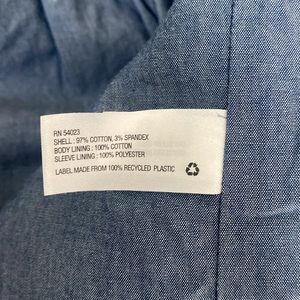 RN 54023
SHELL : 97% COTTON, 3% SPANDEX
BODY LINING : 100% COTTON
SLEEVE LINING : 100% POLYESTER
LABEL MADE FROM 100% RECYCLED PLASTIC